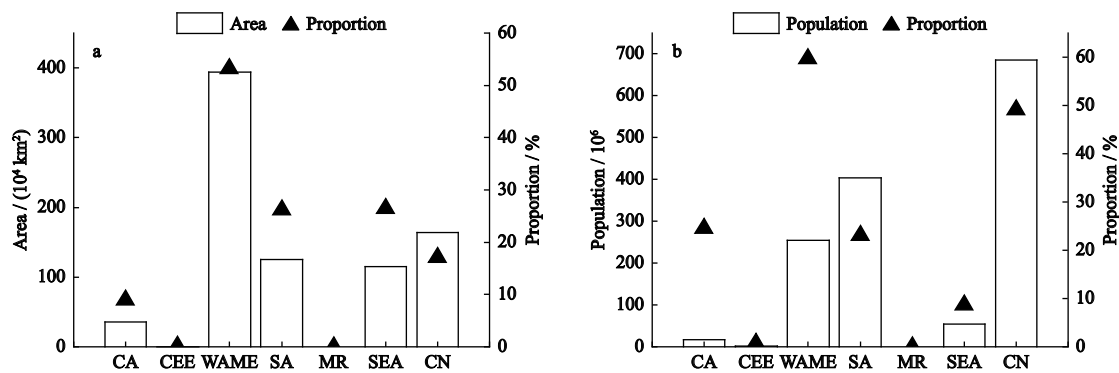 Area Proportion
a
Area / (10⁴ km²)
400
300
200
100
0
60
50
40
30
20
10
0
Proportion / %
CA CEE WAME SA MR SEA CN
Population Proportion
b
Population / 10⁶
700
600
500
400
300
200
100
0
60
50
40
30
20
10
0
Proportion / %
CA CEE WAME SA MR SEA CN